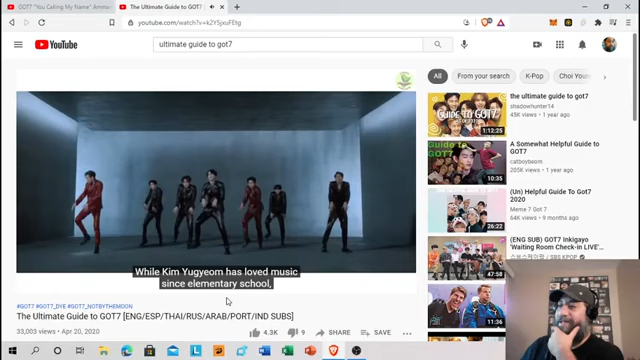 GOT7 "You Calling My Name"
The Ultimate Guide to GOT7
youtube.com/watch?v=k2Y5jxuFEtg
YouTube
ultimate guide to got7
All
From your search
K-Pop
Choi Youn
While Kim Yugyeom has loved music
since elementary school,
#GOT7 #GOT7_DYE #GOT7_NOTBYTHEMOON
The Ultimate Guide to GOT7 [ENG/ESP/THAI/RUS/ARAB/PORT/IND SUBS]
33,003 views • Apr 20, 2020
4.3K
9
SHARE
SAVE
the ultimate guide to got7
shadowhunter14
45K views • 1 year ago
1:12:25
A Somewhat Helpful Guide to
GOT7
catboybeom
205K views • 1 year ago
Guide to
GOT7
10:35
(Un) Helpful Guide To Got7
2020
Meme 7 Got 7
64K views • 9 months ago
26:22
(ENG SUB) GOT7 Inkigayo
'Waiting Room Check-in LIVE'...
47:58
11:36